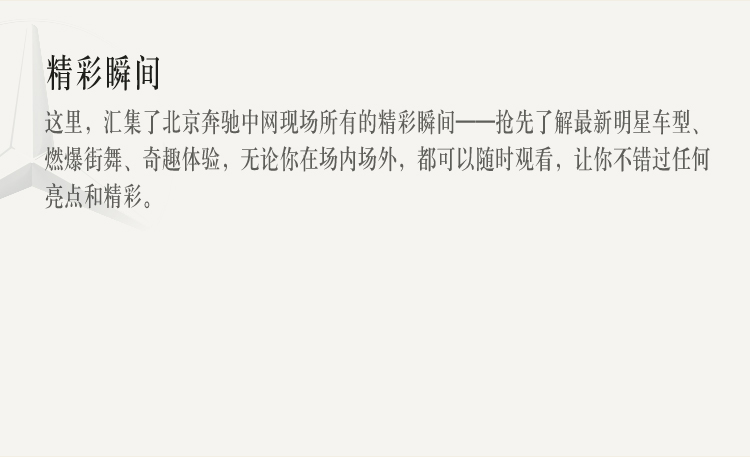 精彩瞬间
这里，汇集了北京奔驰中网现场所有的精彩瞬间——抢先了解最新明星车型、
燃爆街舞、奇趣体验，无论你在场内场外，都可以随时观看，让你不错过任何
亮点和精彩。